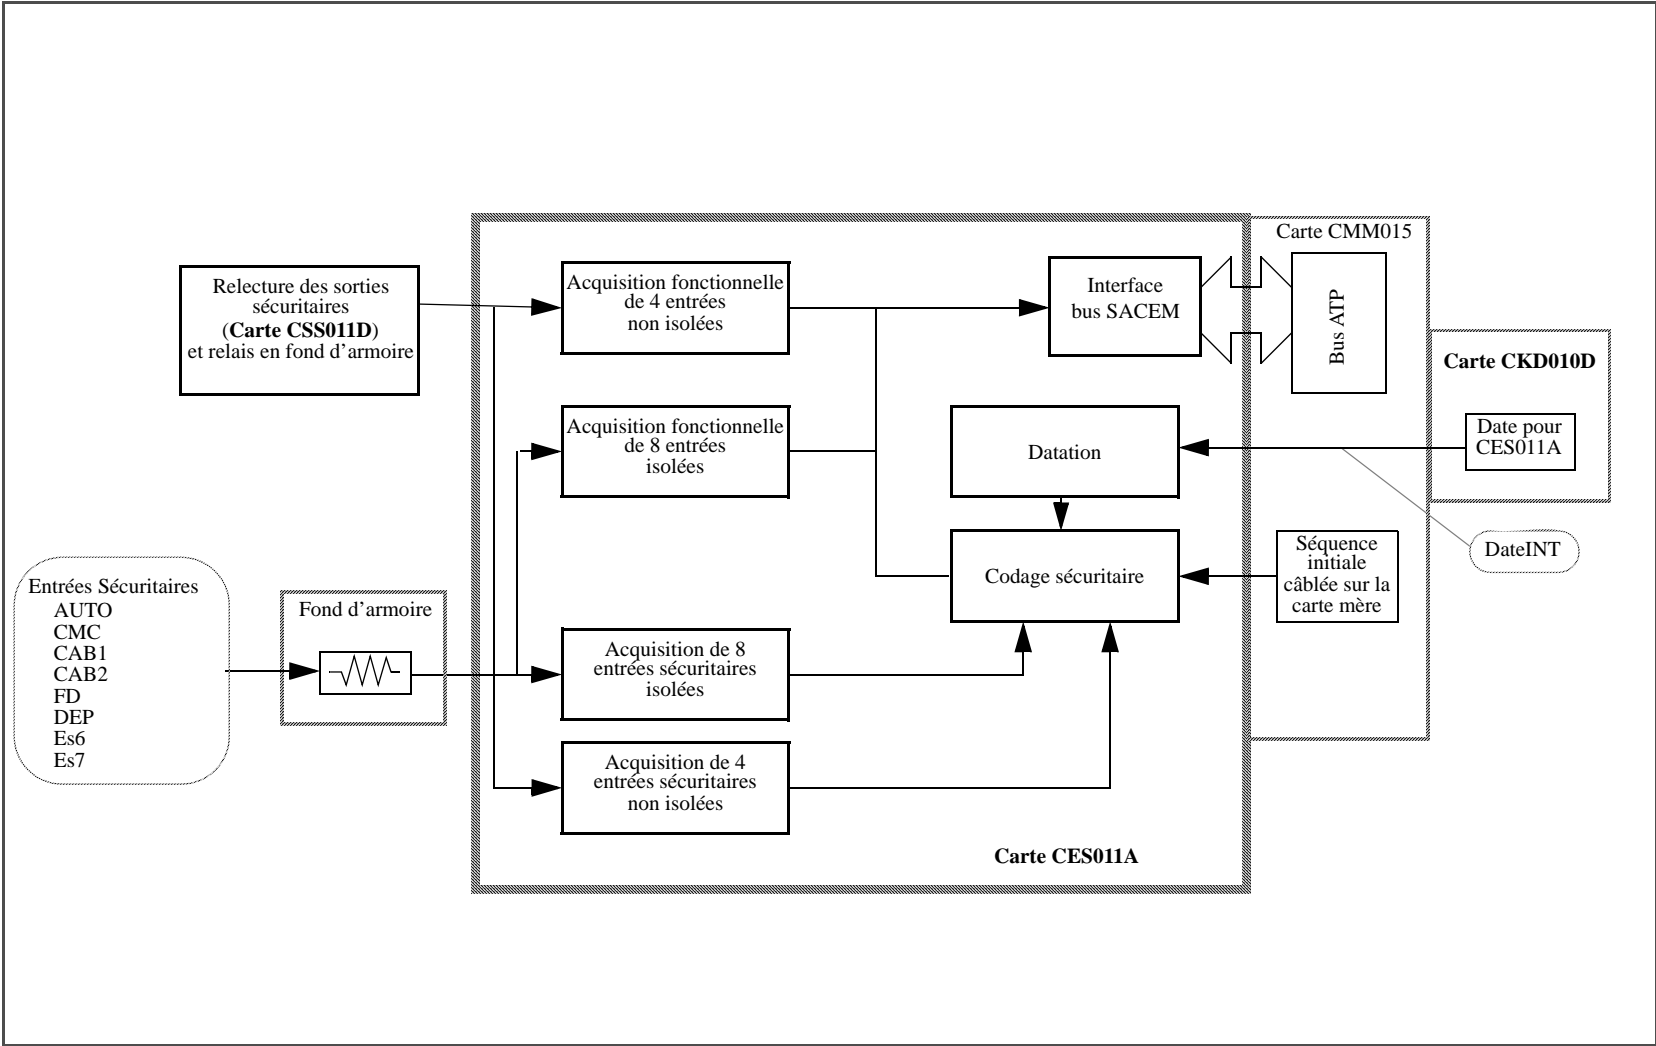 Relecture des sorties
sécuritaires
(Carte CSS011D)
et relais en fond d’armoire
Acquisition fonctionnelle
de 4 entrées
non isolées
Interface
bus SACEM
Carte CMM015
Bus ATP
Carte CKD010D
Acquisition fonctionnelle
de 8 entrées
isolées
Datation
Date pour
CES011A
DateINT
Codage sécuritaire
Séquence
initiale
câblée sur la
carte mère
Entrées Sécuritaires
AUTO
CMC
CAB1
CAB2
FD
DEP
Es6
Es7
Fond d’armoire
Acquisition de 8
entrées sécuritaires
isolées
Acquisition de 4
entrées sécuritaires
non isolées
Carte CES011A